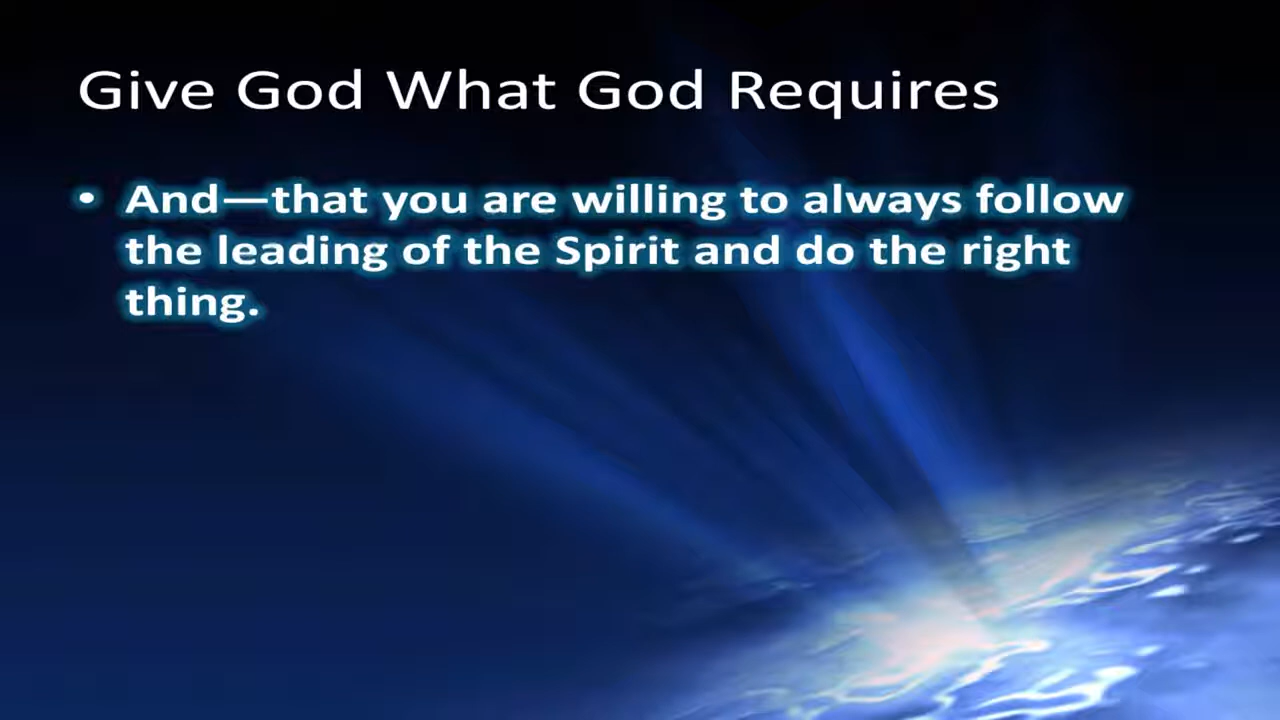 Give God What God Requires
• And—that you are willing to always follow
the leading of the Spirit and do the right
thing.